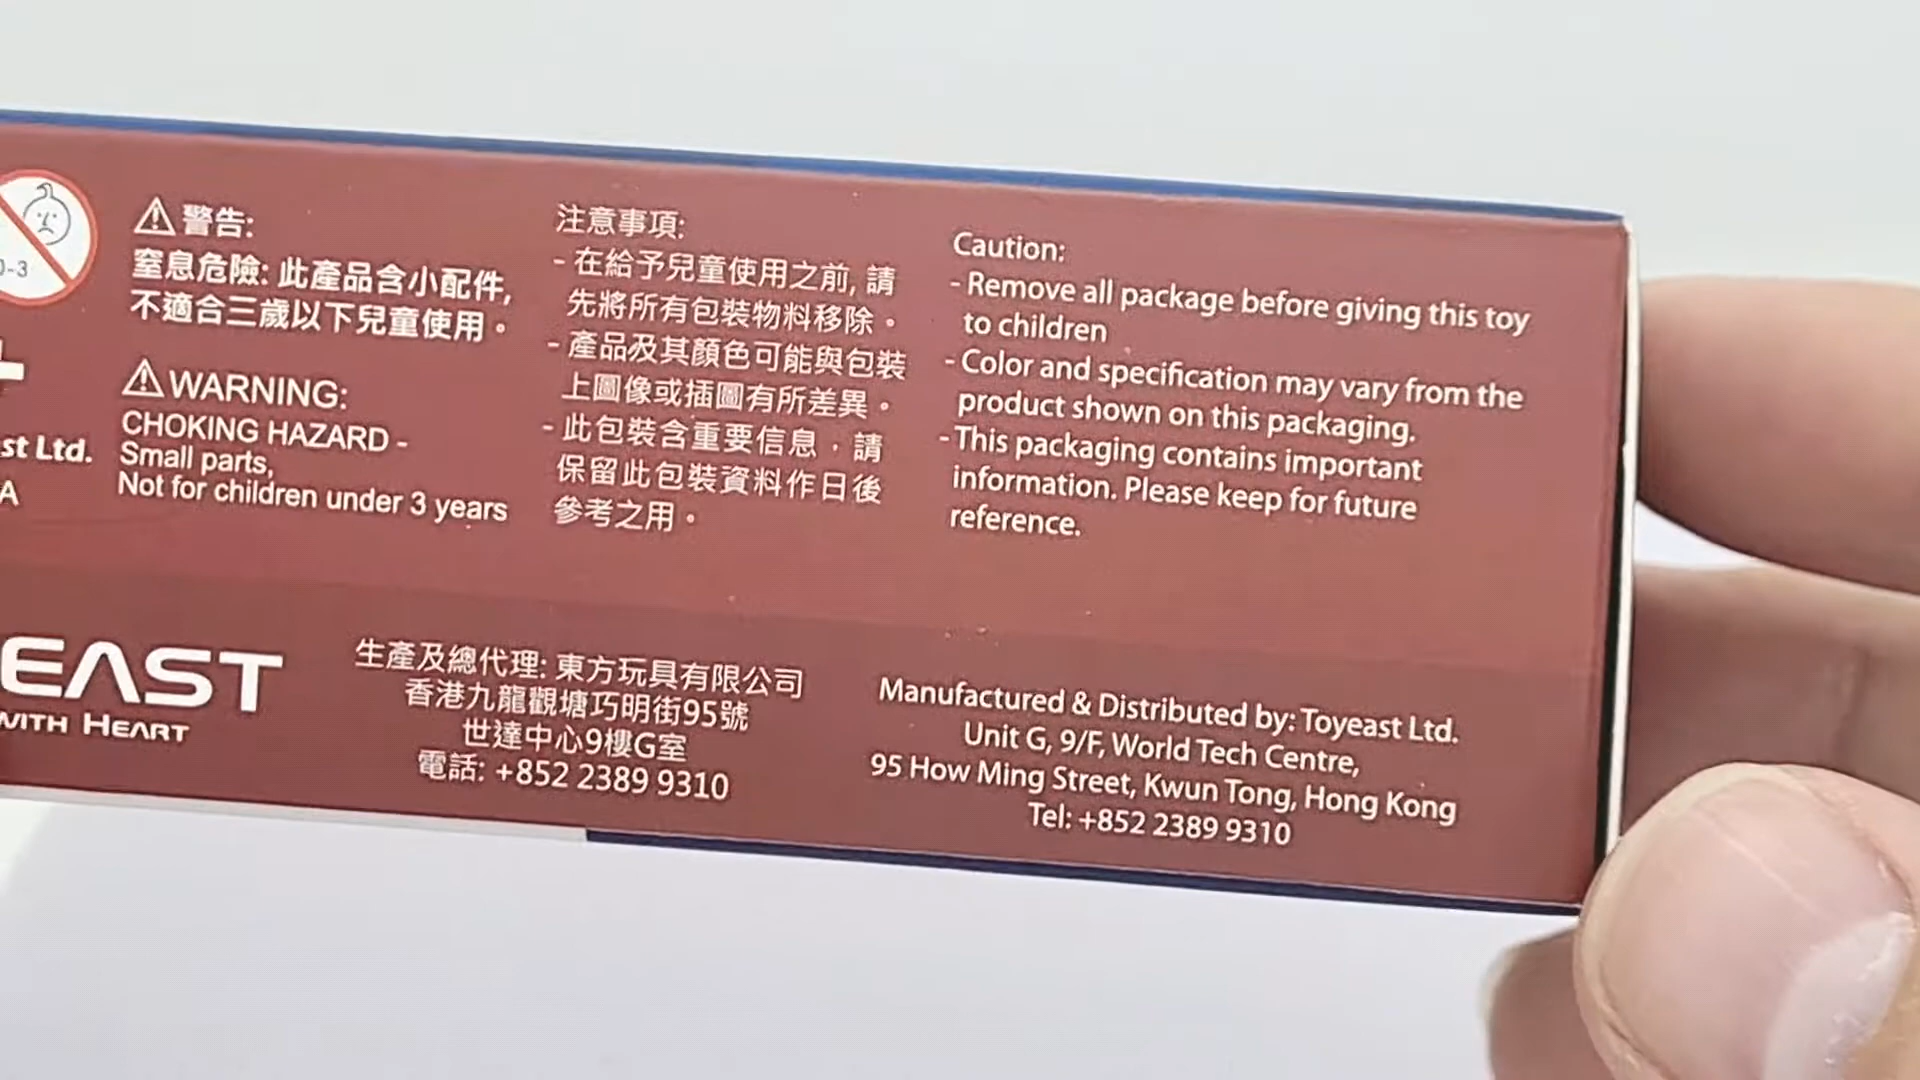 0-3
警告:
窒息危險: 此產品含小配件,
不適合三歲以下兒童使用。
WARNING:
CHOKING HAZARD -
Small parts,
Not for children under 3 years
st Ltd.
A
注意事項:
- 在給予兒童使用之前, 請
先將所有包裝物料移除。
- 產品及其顏色可能與包裝
上圖像或插圖有所差異。
- 此包裝含重要信息，請
保留此包裝資料作日後
參考之用。
Caution:
- Remove all package before giving this toy
to children
- Color and specification may vary from the
product shown on this packaging.
- This packaging contains important
information. Please keep for future
reference.
EAST
WITH HEART
生產及總代理: 東方玩具有限公司
香港九龍觀塘巧明街95號
世達中心9樓G室
電話: +852 2389 9310
Manufactured & Distributed by: Toyeast Ltd.
Unit G, 9/F, World Tech Centre,
95 How Ming Street, Kwun Tong, Hong Kong
Tel: +852 2389 9310